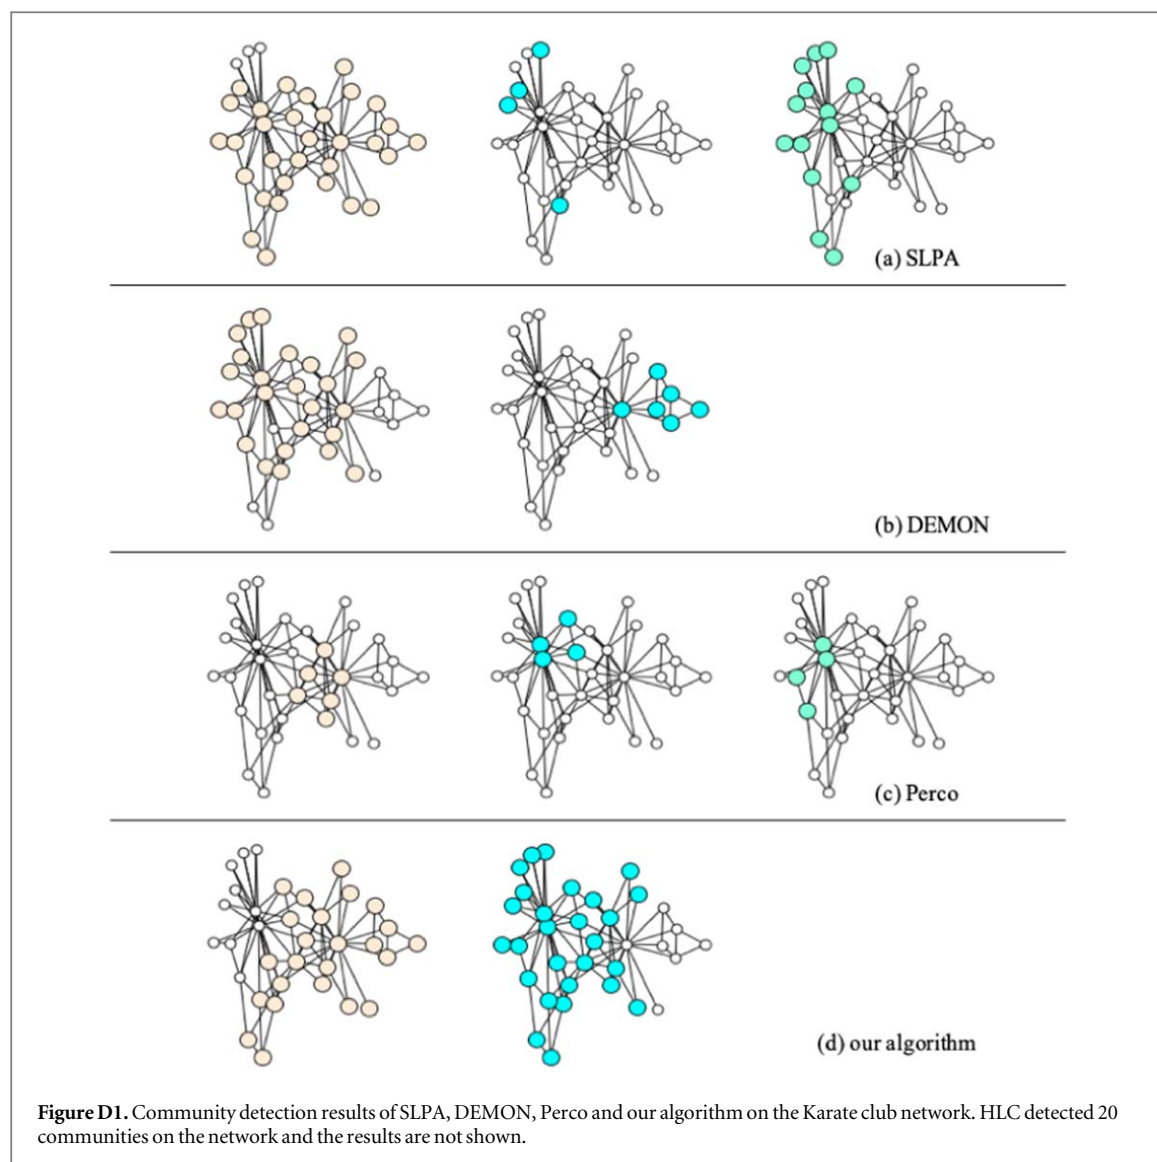 (a) SLPA
(b) DEMON
(c) Perco
(d) our algorithm
Figure D1. Community detection results of SLPA, DEMON, Perco and our algorithm on the Karate club network. HLC detected 20
communities on the network and the results are not shown.